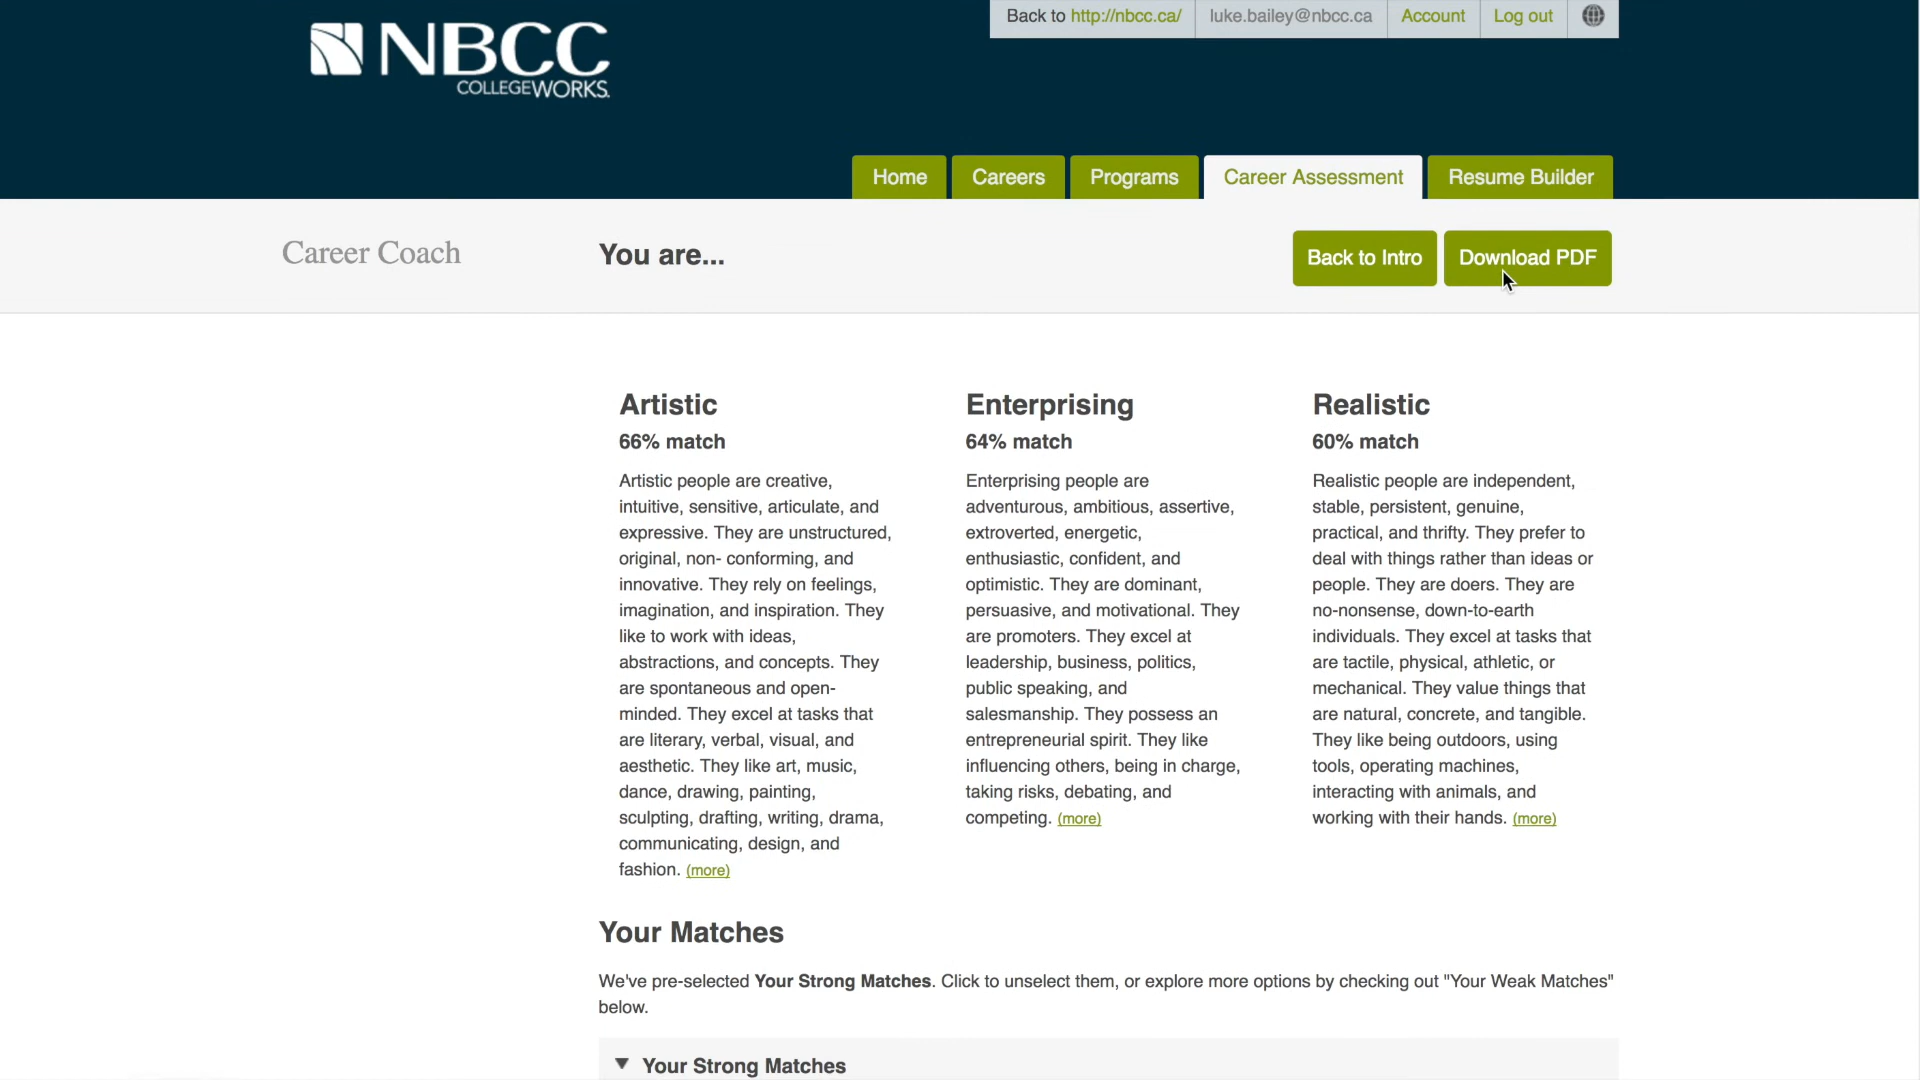 Back to http://nbcc.ca/ luke.bailey@nbcc.ca Account Log out
NBCC
COLLEGEWORKS.
Home Careers Programs Career Assessment Resume Builder
Career Coach
You are...
Back to Intro Download PDF
Artistic
66% match
Artistic people are creative,
intuitive, sensitive, articulate, and
expressive. They are unstructured,
original, non- conforming, and
innovative. They rely on feelings,
imagination, and inspiration. They
like to work with ideas,
abstractions, and concepts. They
are spontaneous and open-
minded. They excel at tasks that
are literary, verbal, visual, and
aesthetic. They like art, music,
dance, drawing, painting,
sculpting, drafting, writing, drama,
communicating, design, and
fashion. (more)
Enterprising
64% match
Enterprising people are
adventurous, ambitious, assertive,
extroverted, energetic,
enthusiastic, confident, and
optimistic. They are dominant,
persuasive, and motivational. They
are promoters. They excel at
leadership, business, politics,
public speaking, and
salesmanship. They possess an
entrepreneurial spirit. They like
influencing others, being in charge,
taking risks, debating, and
competing. (more)
Realistic
60% match
Realistic people are independent,
stable, persistent, genuine,
practical, and thrifty. They prefer to
deal with things rather than ideas or
people. They are doers. They are
no-nonsense, down-to-earth
individuals. They excel at tasks that
are tactile, physical, athletic, or
mechanical. They value things that
are natural, concrete, and tangible.
They like being outdoors, using
tools, operating machines,
interacting with animals, and
working with their hands. (more)
Your Matches
We've pre-selected Your Strong Matches. Click to unselect them, or explore more options by checking out "Your Weak Matches"
below.
Your Strong Matches